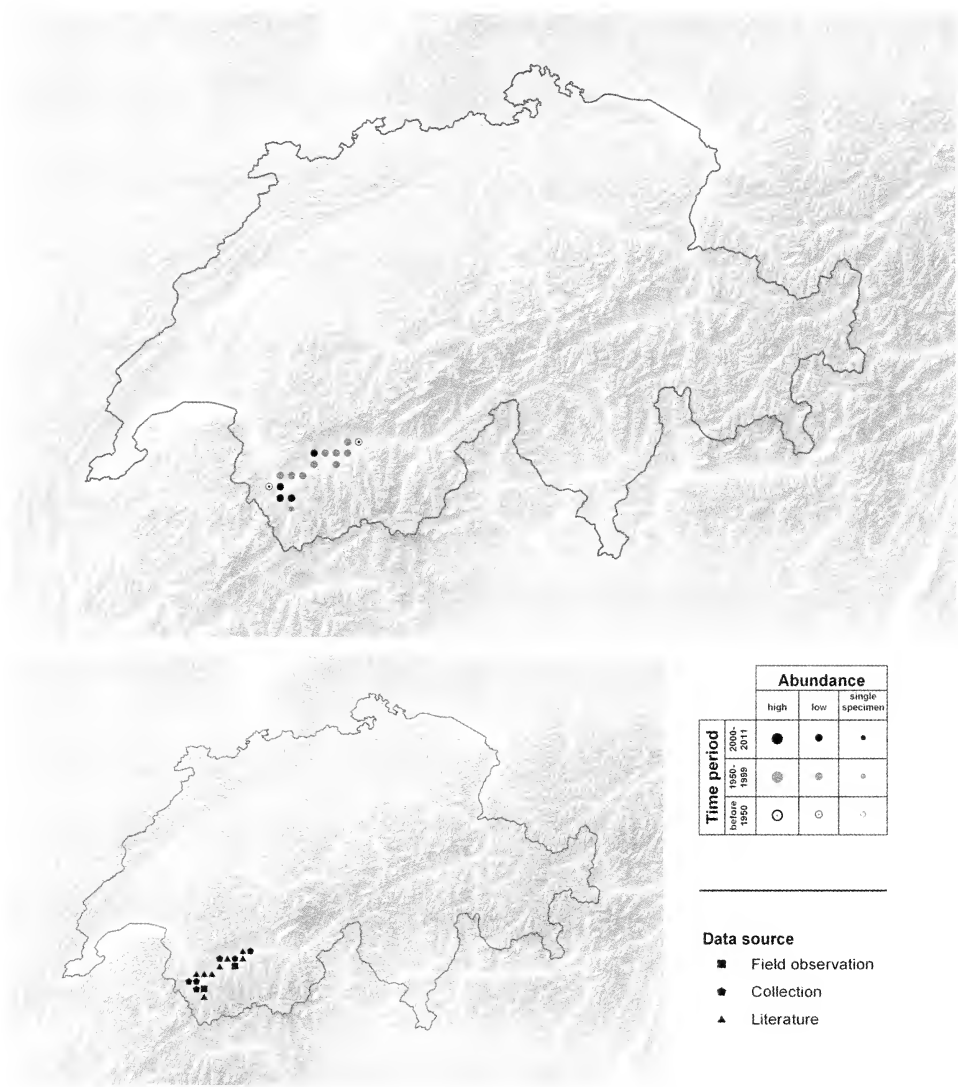 Abundance
high low single specimen
Time period
2000-2011
1950-1999
before 1950
Data source
Field observation
Collection
Literature